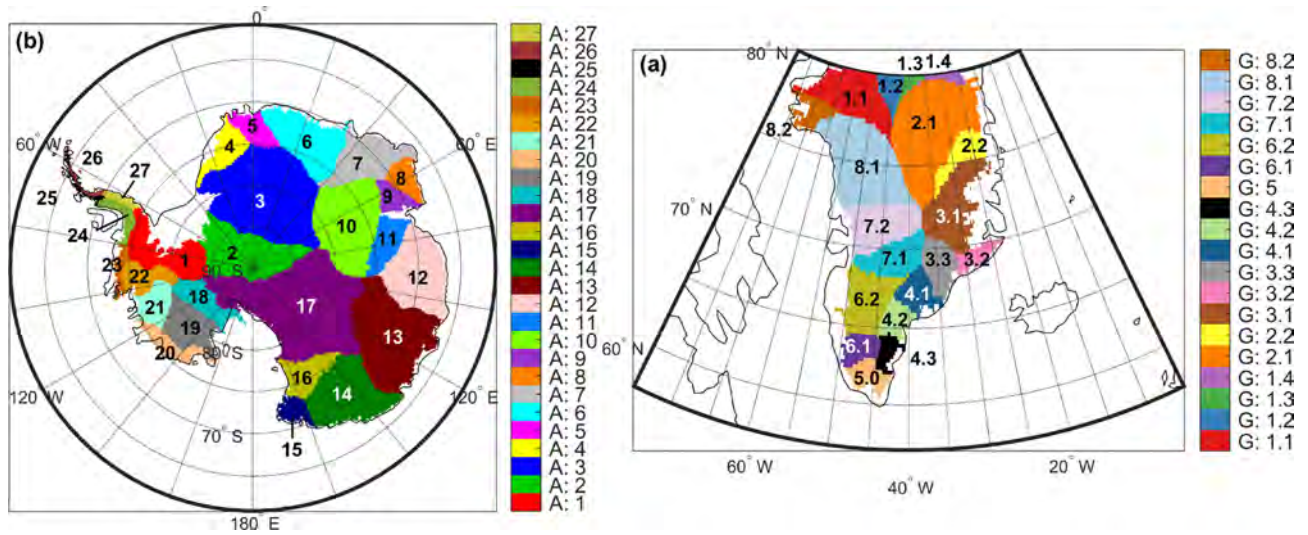 (b)
0°
60° W
60° E
120° W
120° E
180° E
90° S
80° S
70° S
1
2
3
4
5
6
7
8
9
10
11
12
13
14
15
16
17
18
19
20
21
22
23
24
25
26
27
A: 27
A: 26
A: 25
A: 24
A: 23
A: 22
A: 21
A: 20
A: 19
A: 18
A: 17
A: 16
A: 15
A: 14
A: 13
A: 12
A: 11
A: 10
A: 9
A: 8
A: 7
A: 6
A: 5
A: 4
A: 3
A: 2
A: 1
(a)
80° N
70° N
60° N
60° W
40° W
20° W
1.3 1.4
1.1
1.2
2.1
8.2
2.2
8.1
3.1
7.2
7.1
3.3
3.2
6.2
4.1
4.2
6.1
4.3
5.0
G: 8.2
G: 8.1
G: 7.2
G: 7.1
G: 6.2
G: 6.1
G: 5
G: 4.3
G: 4.2
G: 4.1
G: 3.3
G: 3.2
G: 3.1
G: 2.2
G: 2.1
G: 1.4
G: 1.3
G: 1.2
G: 1.1